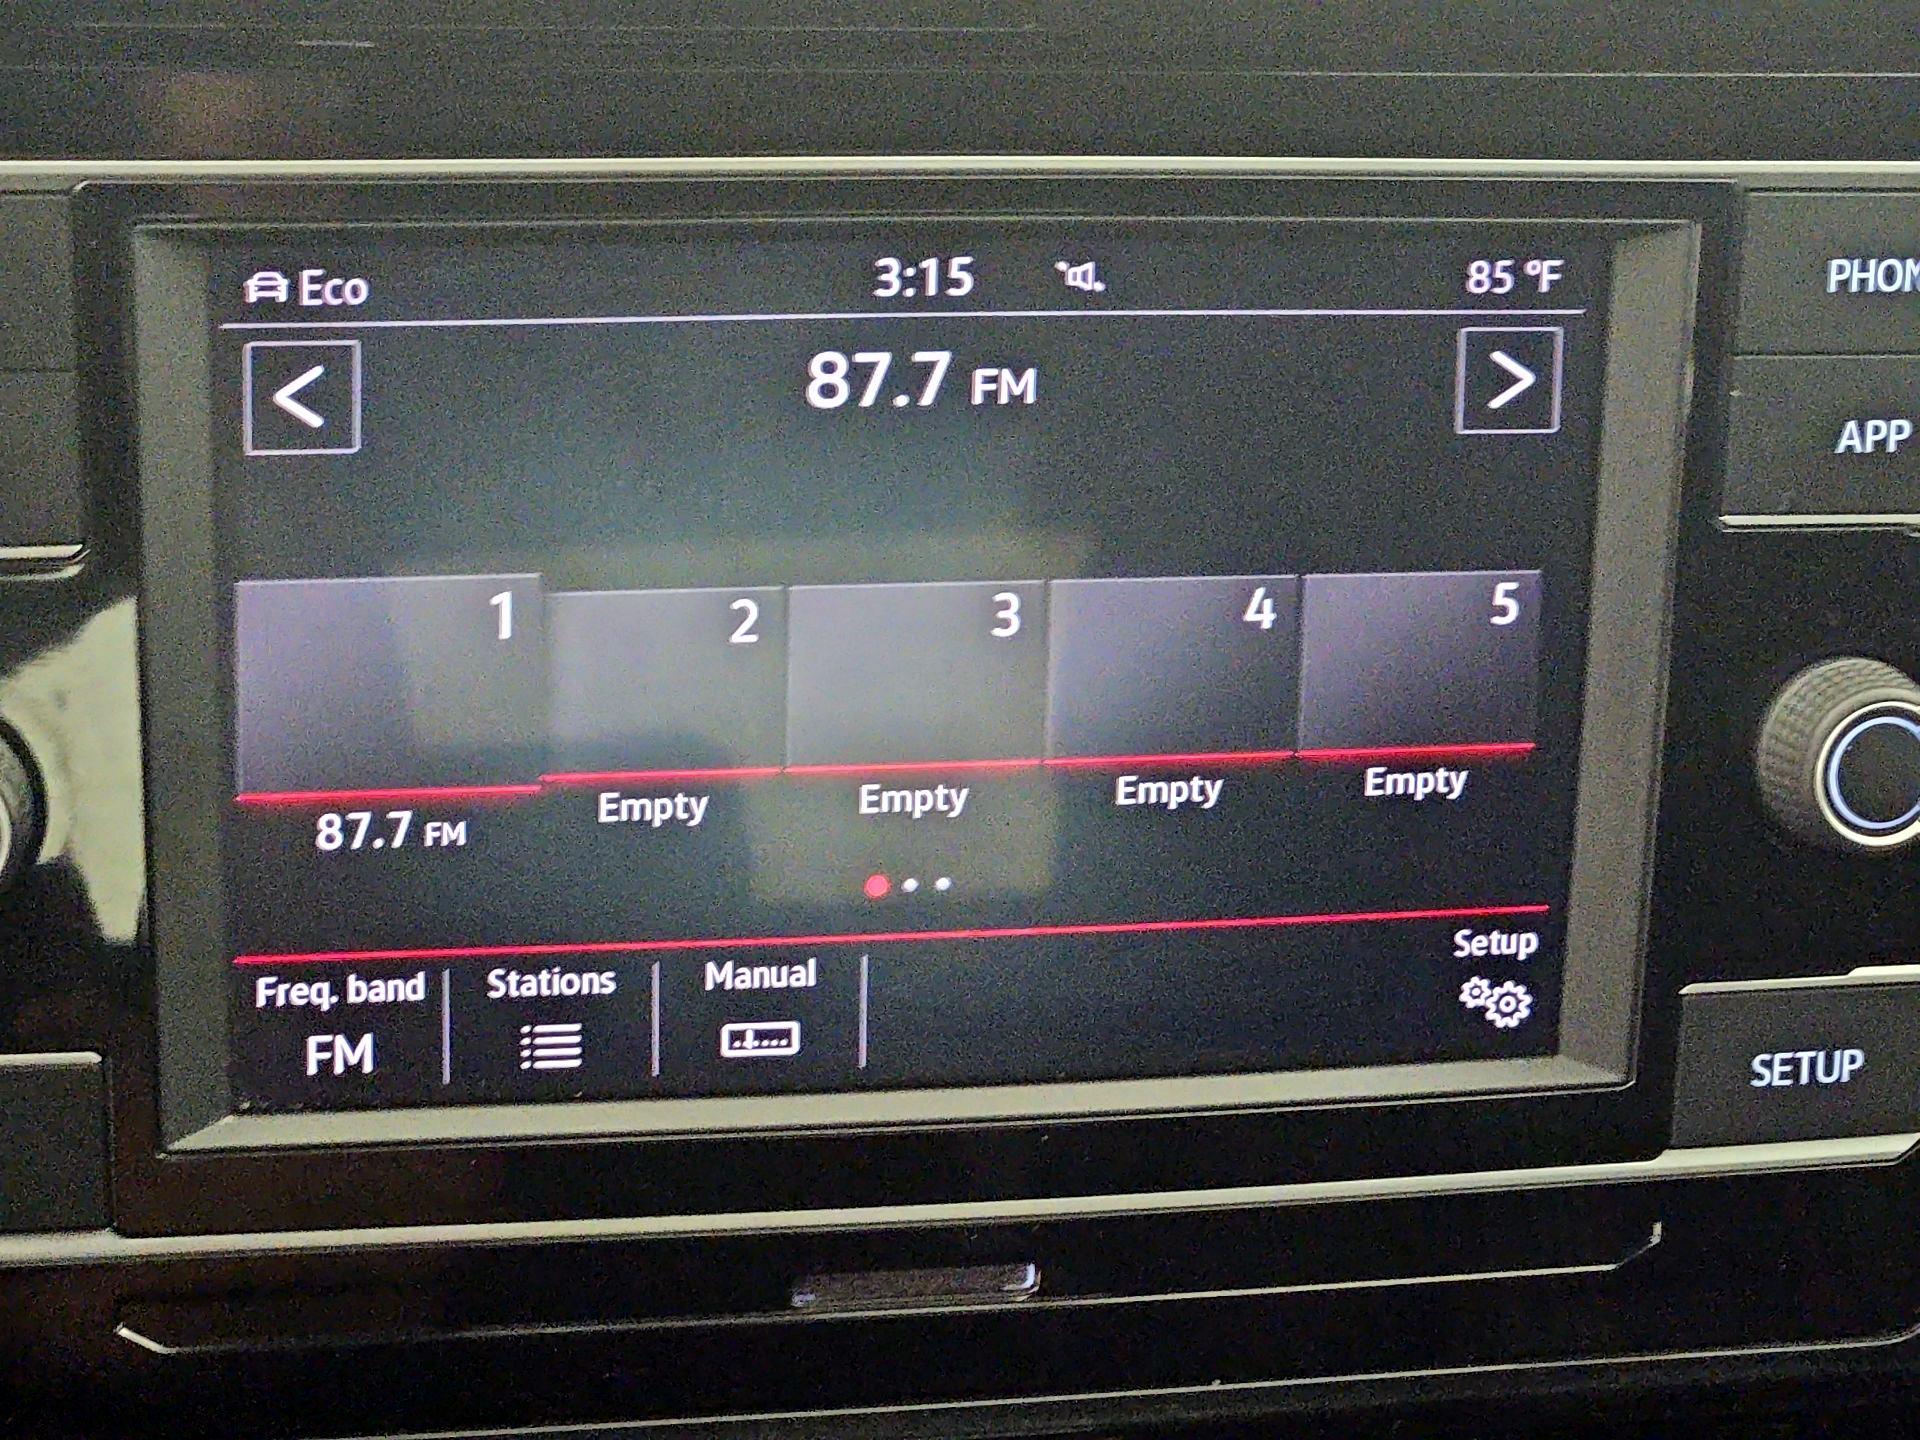 Eco 3:15 85 °F
< 87.7 FM >
1 2 3 4 5
87.7 FM Empty Empty Empty Empty
Freq. band Stations Manual Setup
FM
PHON
APP
SETUP